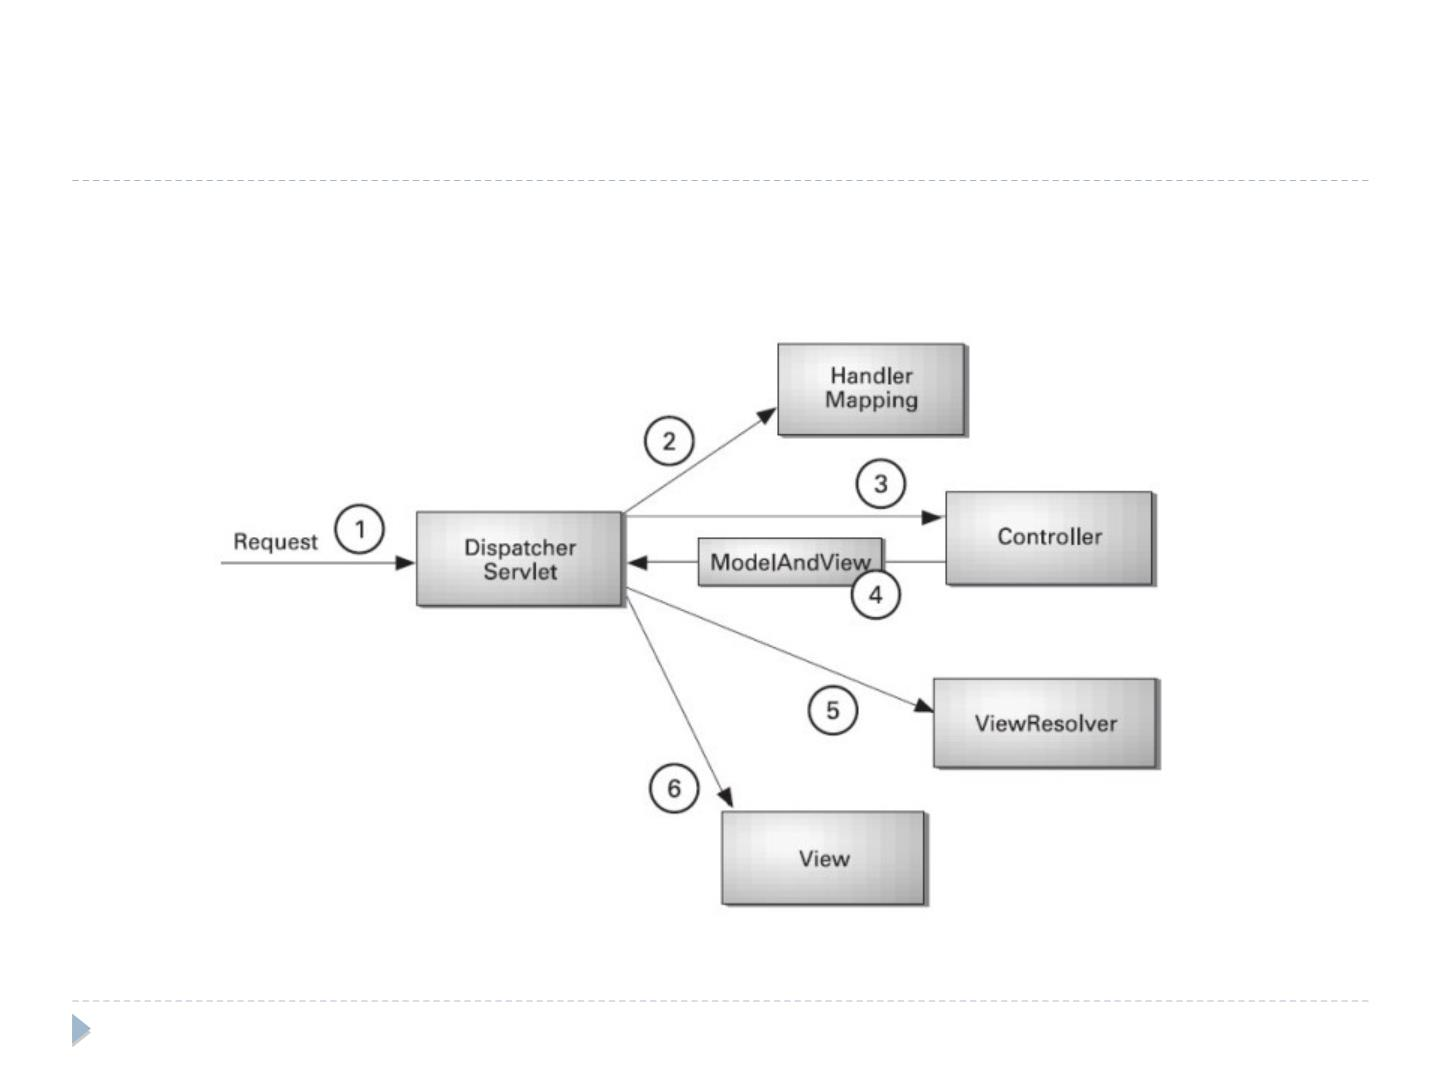 Handler
Mapping
2
3
1
Request
Dispatcher
Servlet
Controller
ModelAndView
4
5
ViewResolver
6
View